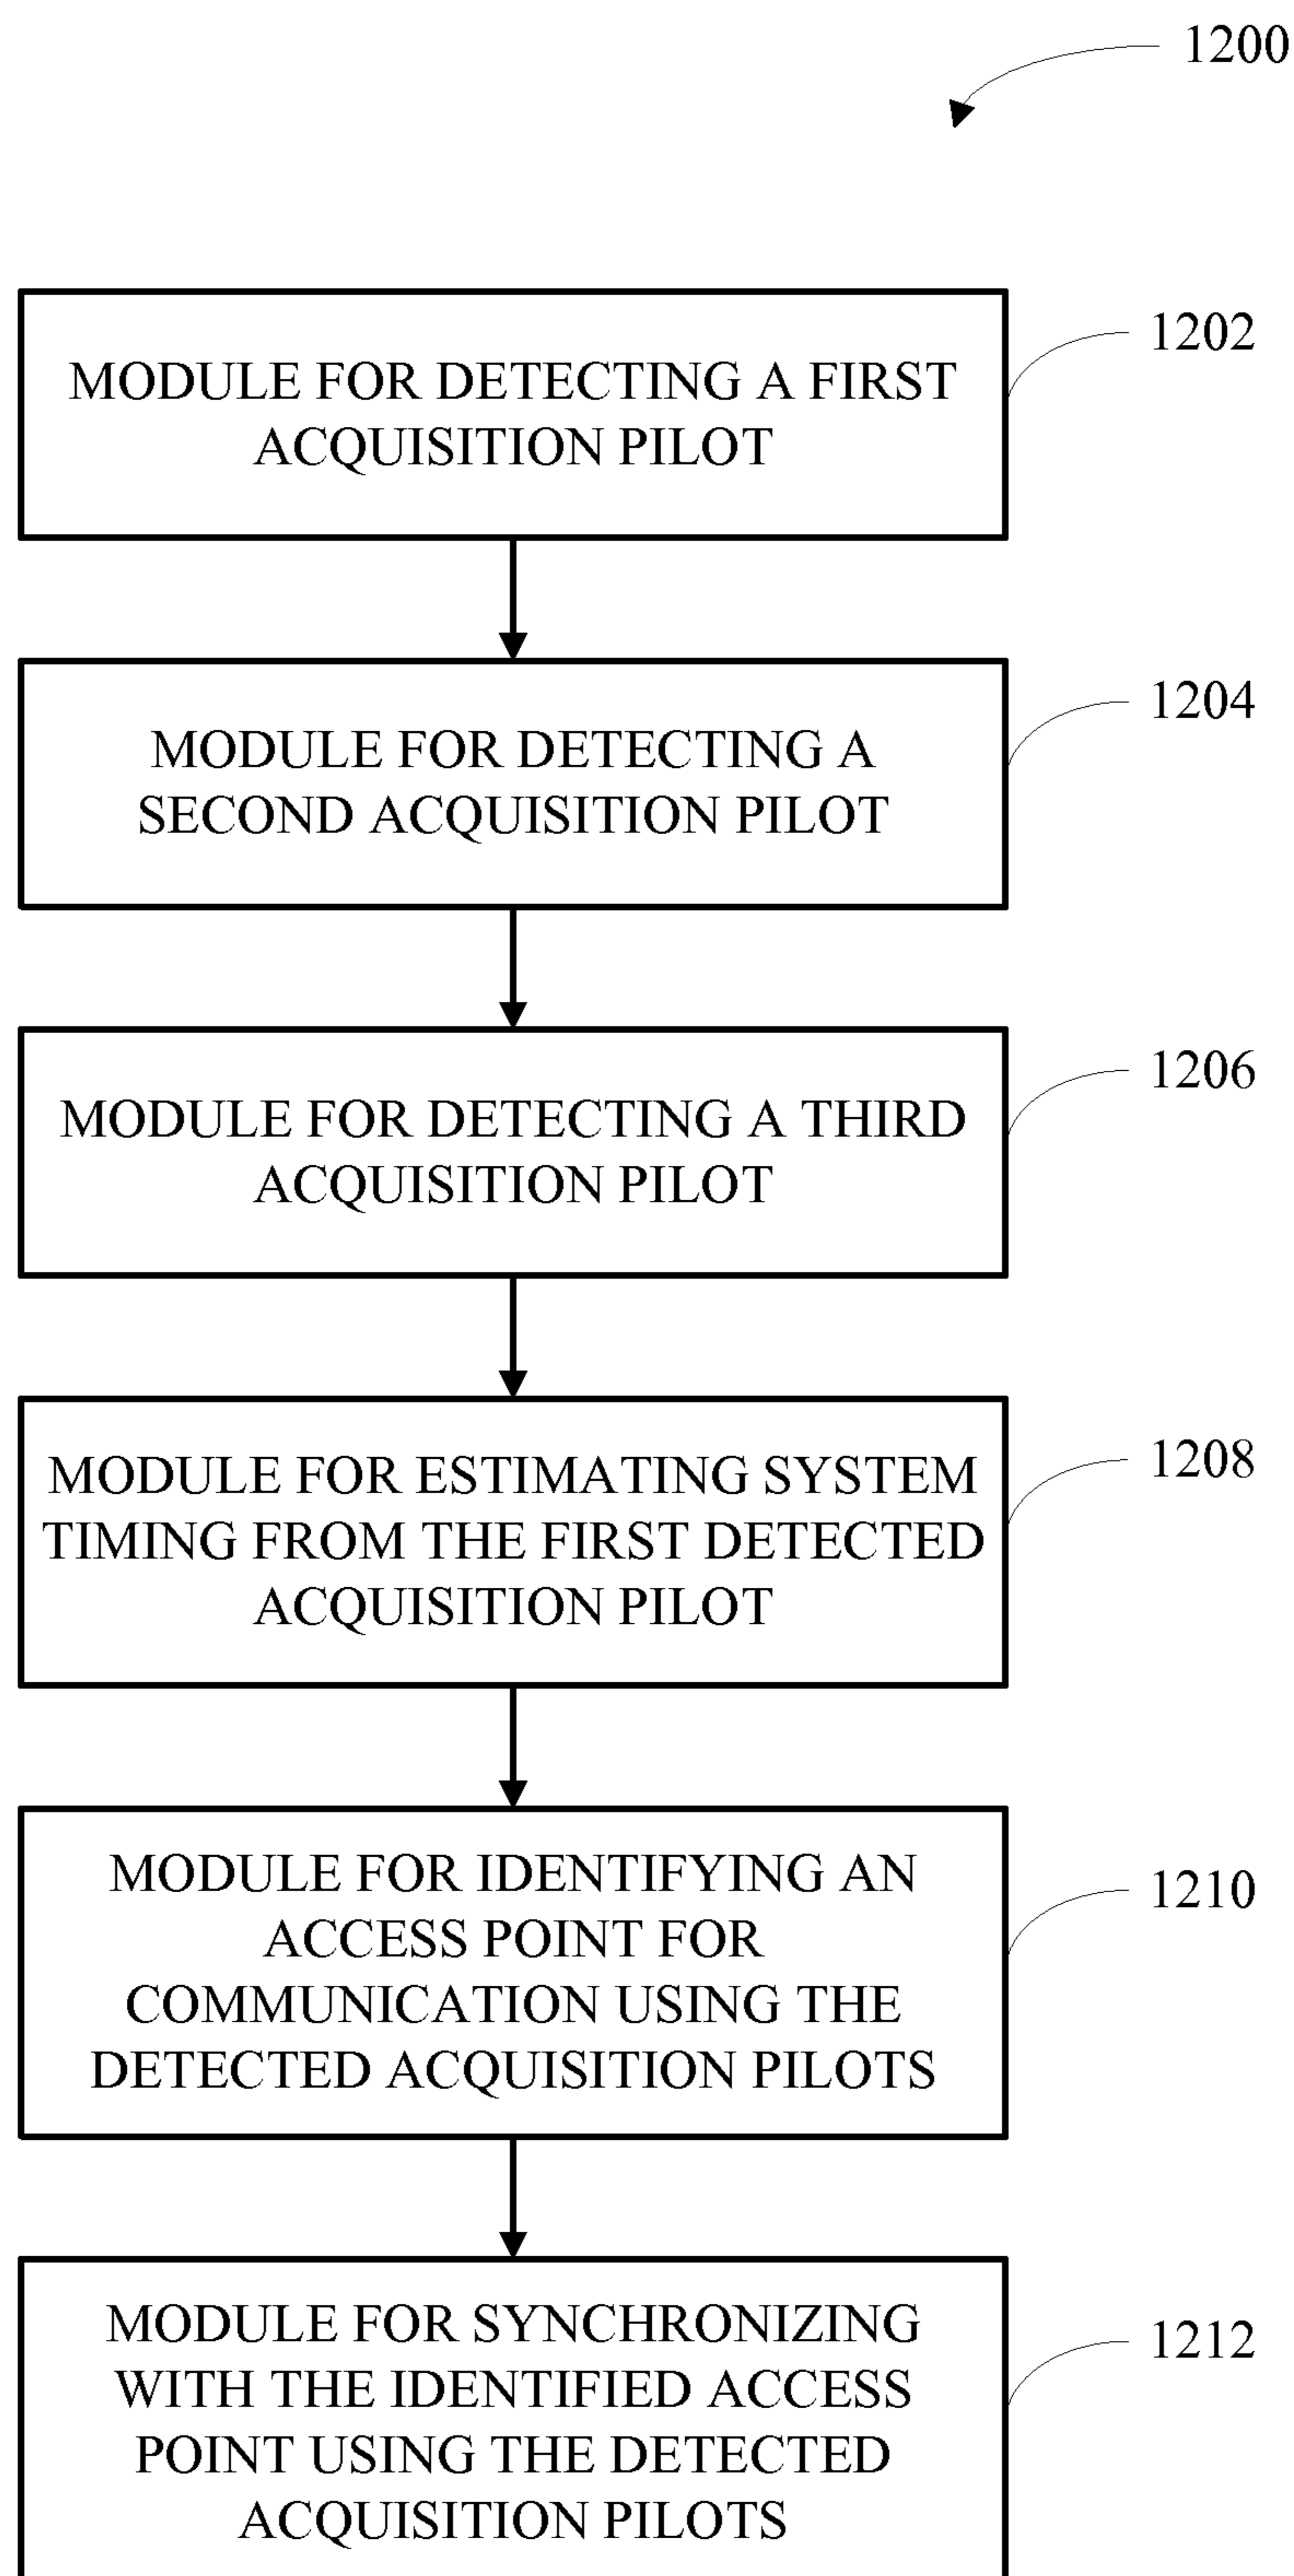 1200
MODULE FOR DETECTING A FIRST
ACQUISITION PILOT
1202
MODULE FOR DETECTING A
SECOND ACQUISITION PILOT
1204
MODULE FOR DETECTING A THIRD
ACQUISITION PILOT
1206
MODULE FOR ESTIMATING SYSTEM
TIMING FROM THE FIRST DETECTED
ACQUISITION PILOT
1208
MODULE FOR IDENTIFYING AN
ACCESS POINT FOR
COMMUNICATION USING THE
DETECTED ACQUISITION PILOTS
1210
MODULE FOR SYNCHRONIZING
WITH THE IDENTIFIED ACCESS
POINT USING THE DETECTED
ACQUISITION PILOTS
1212